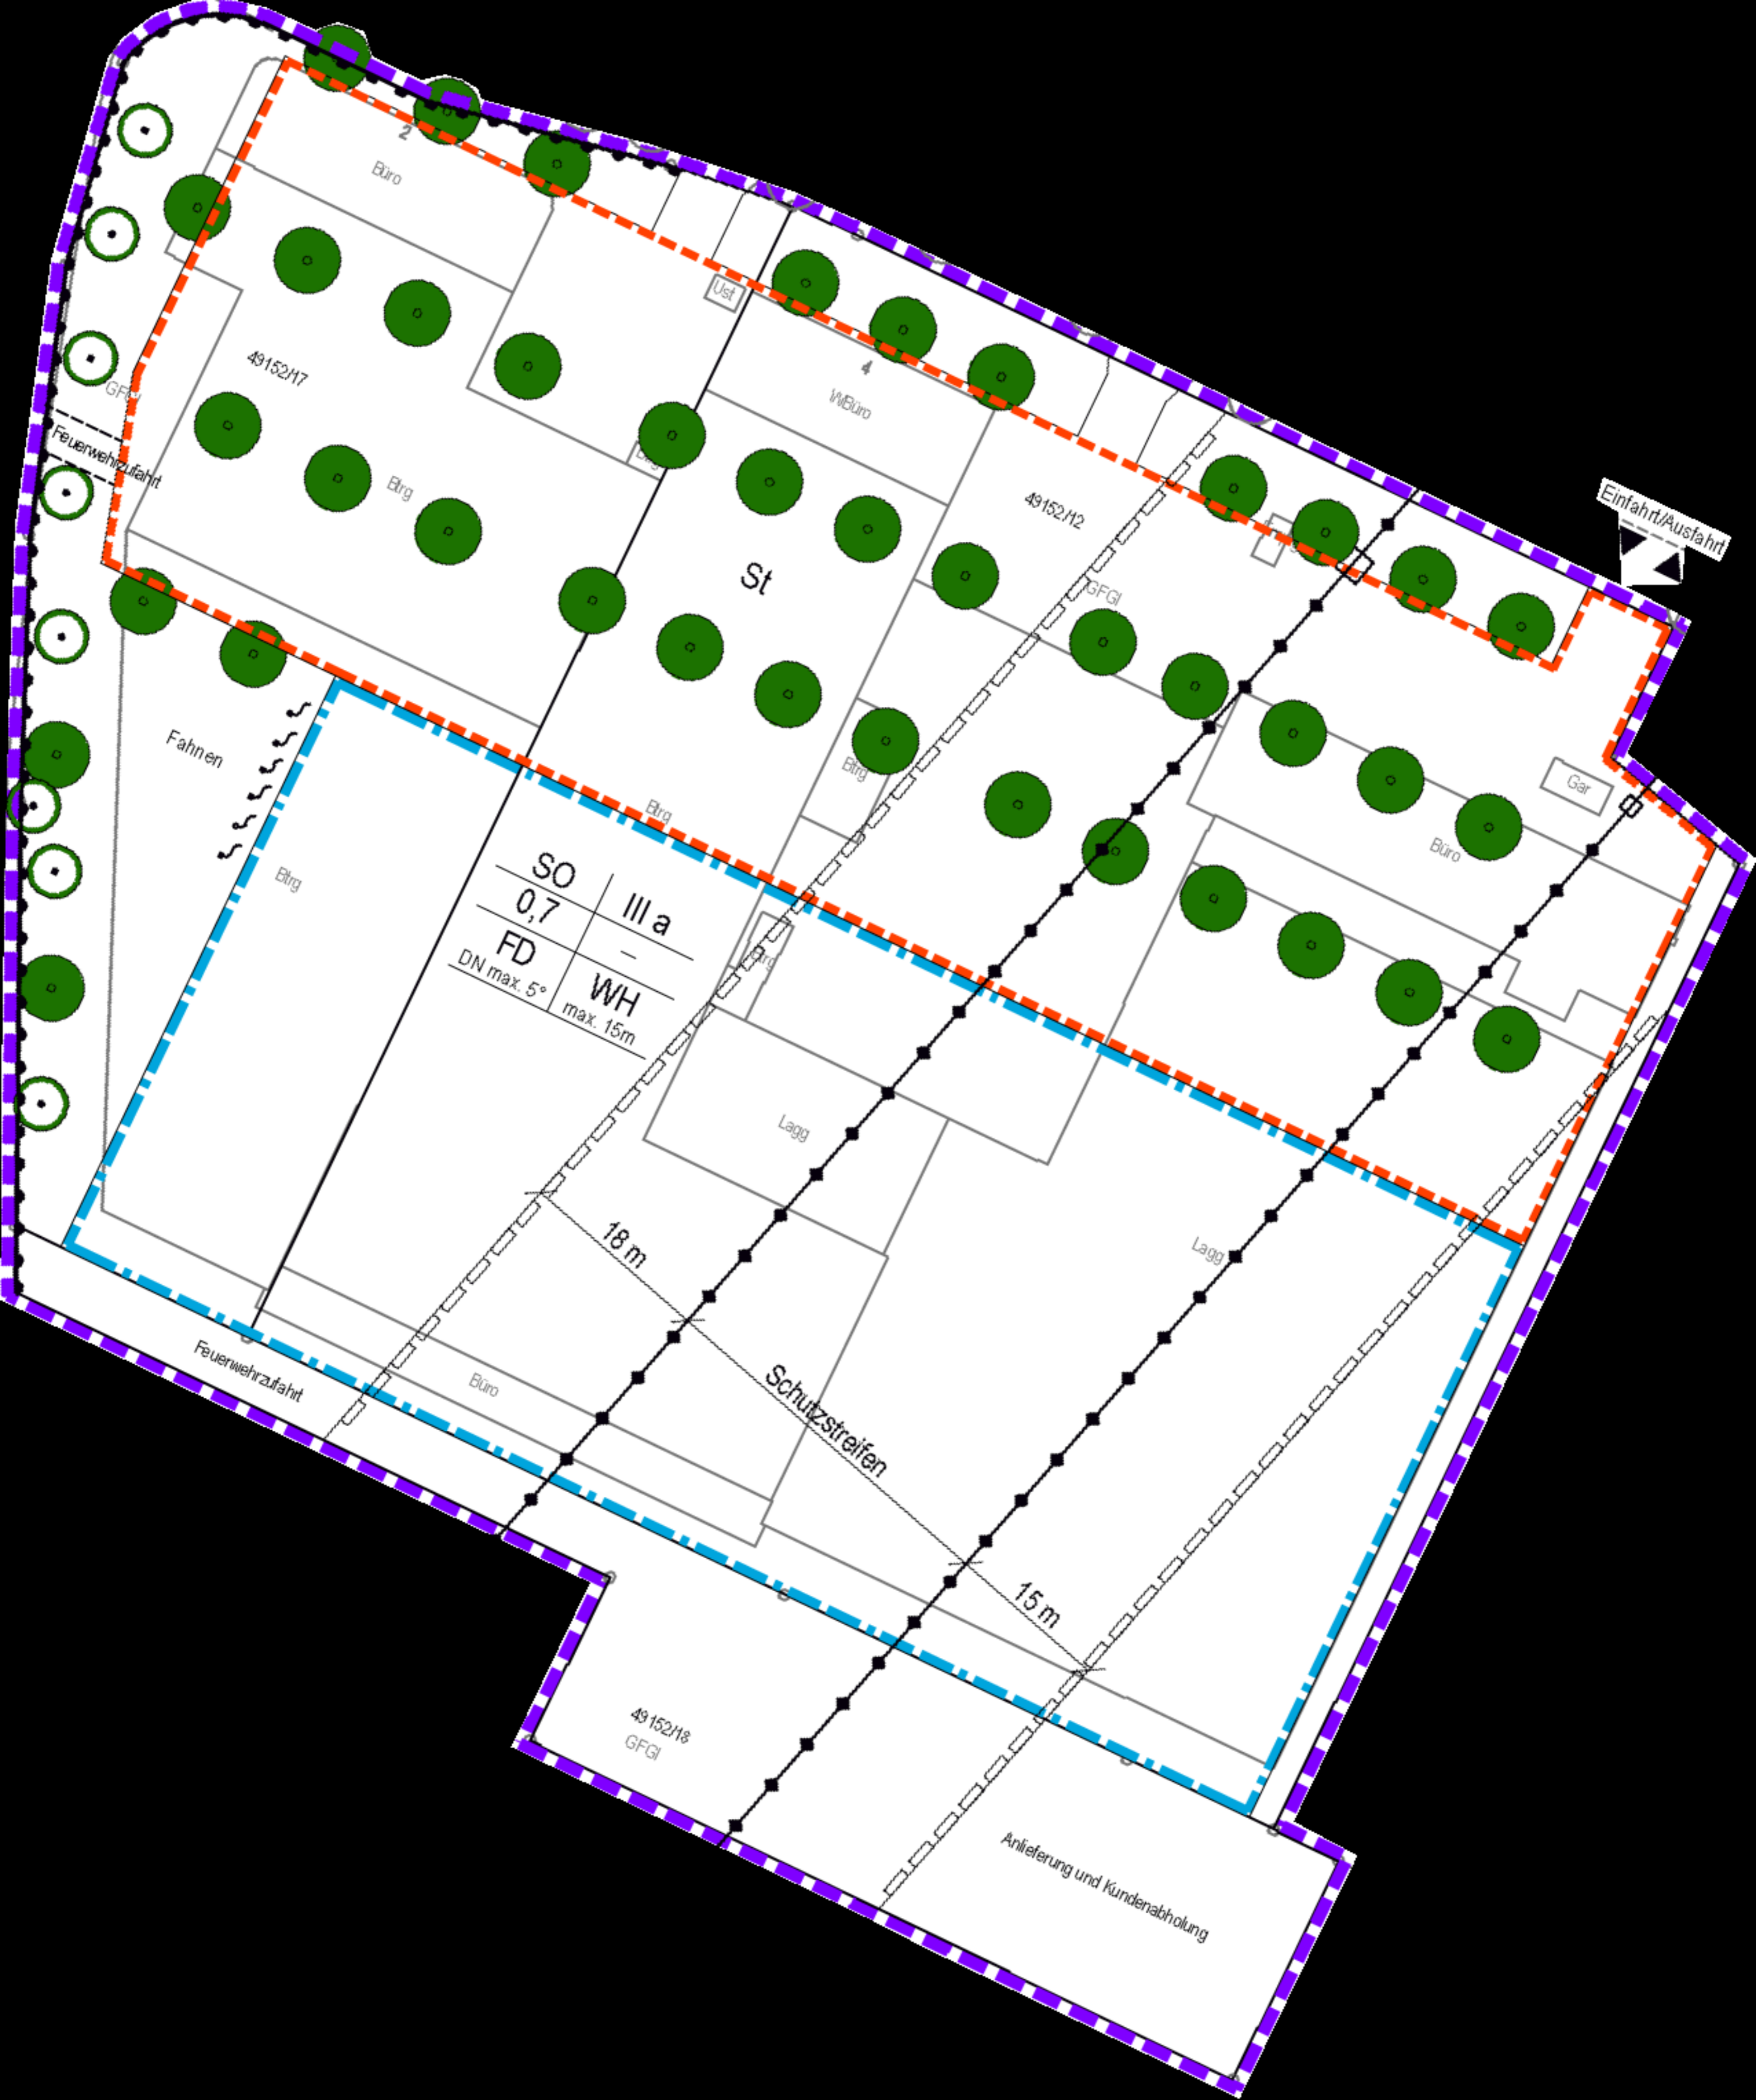 2
Büro
Ust
49152/17
4
WBüro
GFGl
Feuerwehrzufahrt
Btrg
49152/12
Einfahrt/Ausfahrt
St
GFGl
Fahnen
Btrg
Btrg
Btrg
Gar
Büro
SO
III a
0,7
–
FD
DN max. 5°
WH
max. 15m
Btrg
Lagg
18 m
Lagg
Feuerwehrzufahrt
Büro
Schutzstreifen
15 m
49152/18
GFGl
Anlieferung und Kundenabholung